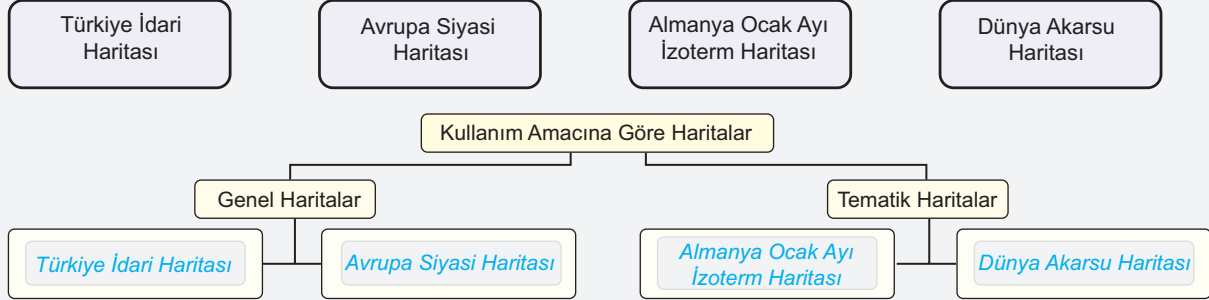 Türkiye İdari
Haritası
Avrupa Siyasi
Haritası
Almanya Ocak Ayı
İzoterm Haritası
Dünya Akarsu
Haritası
Kullanım Amacına Göre Haritalar
Genel Haritalar
Tematik Haritalar
Türkiye İdari Haritası
Avrupa Siyasi Haritası
Almanya Ocak Ayı
İzoterm Haritası
Dünya Akarsu Haritası